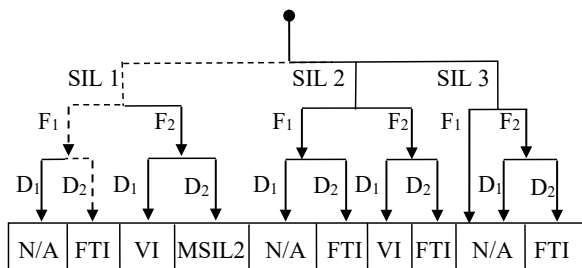 SIL 1 SIL 2 SIL 3
F₁ F₂ F₁ F₂ F₁ F₂
D₁ D₂ D₁ D₂ D₁ D₂ D₁ D₂ D₁ D₂
N/A FTI VI MSIL2 N/A FTI VI FTI N/A FTI